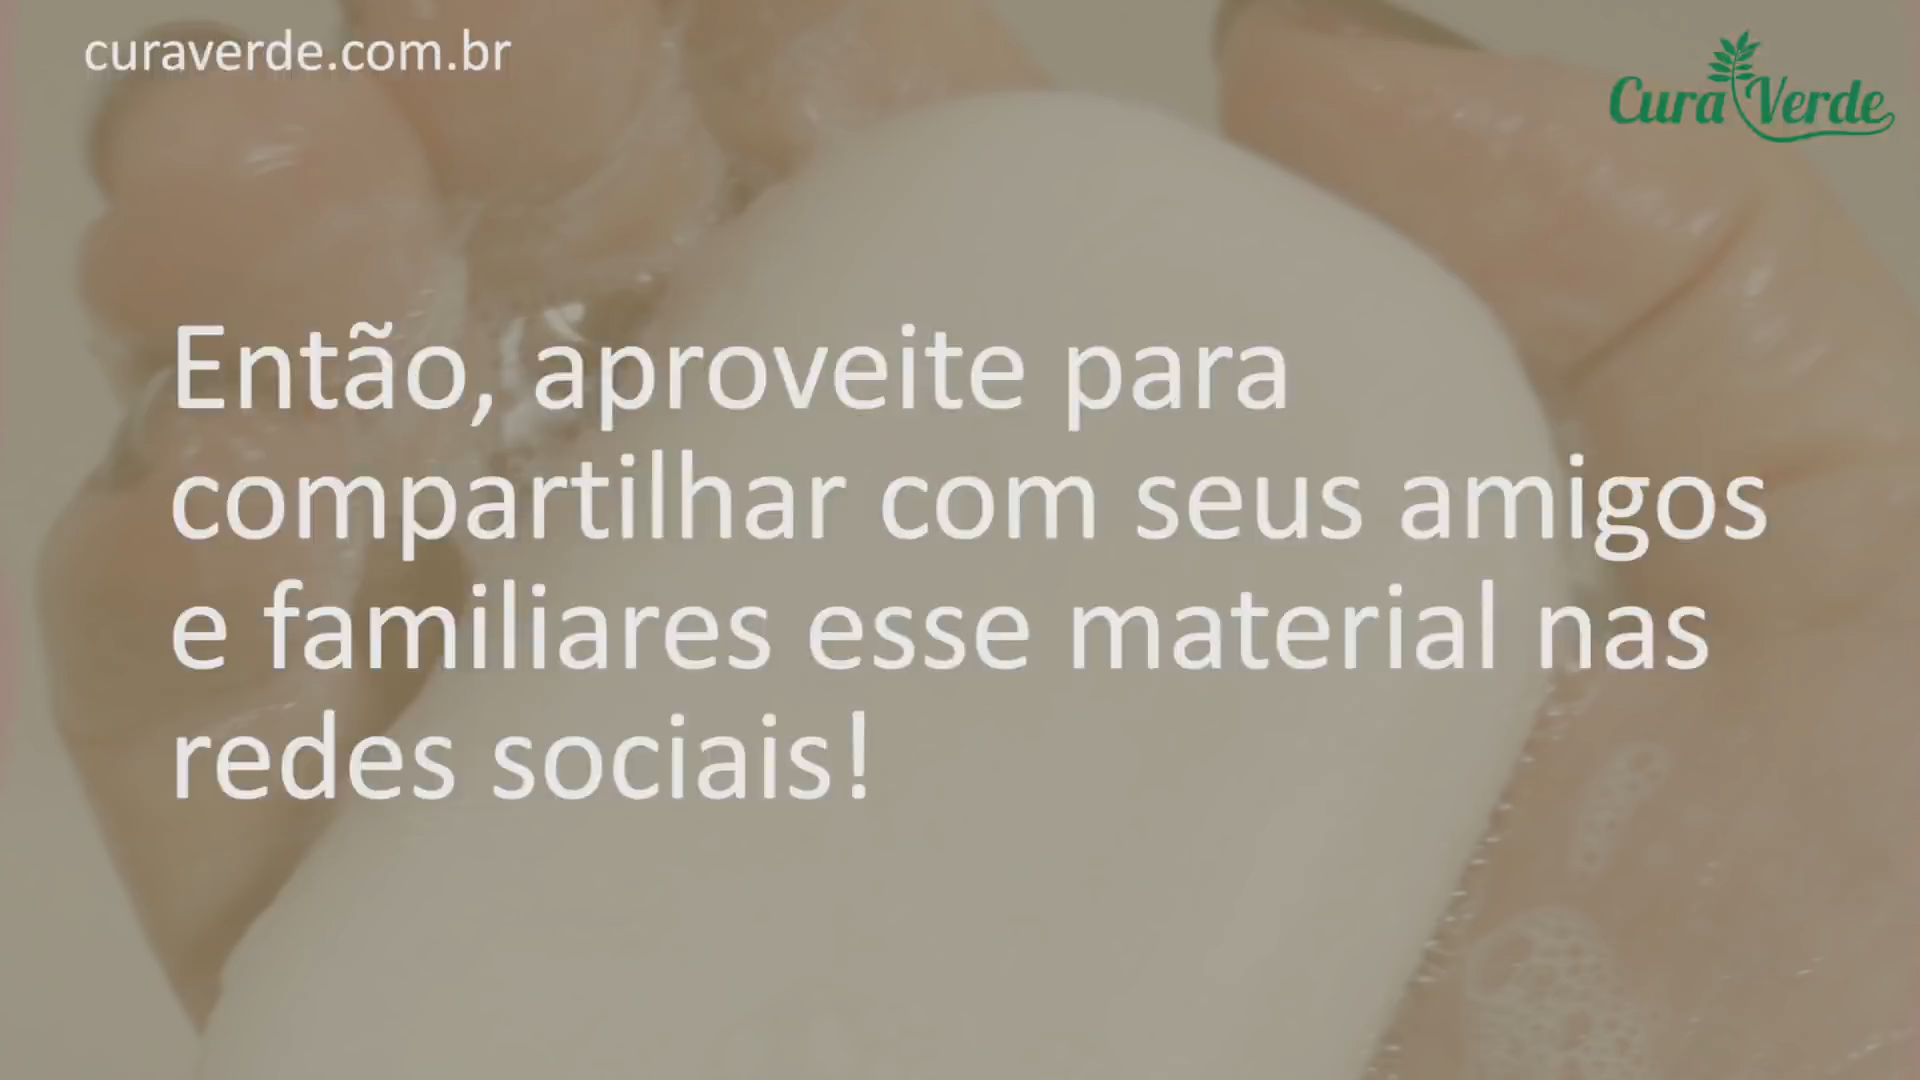 curaverde.com.br
Cura Verde
Então, aproveite para
compartilhar com seus amigos
e familiares esse material nas
redes sociais!